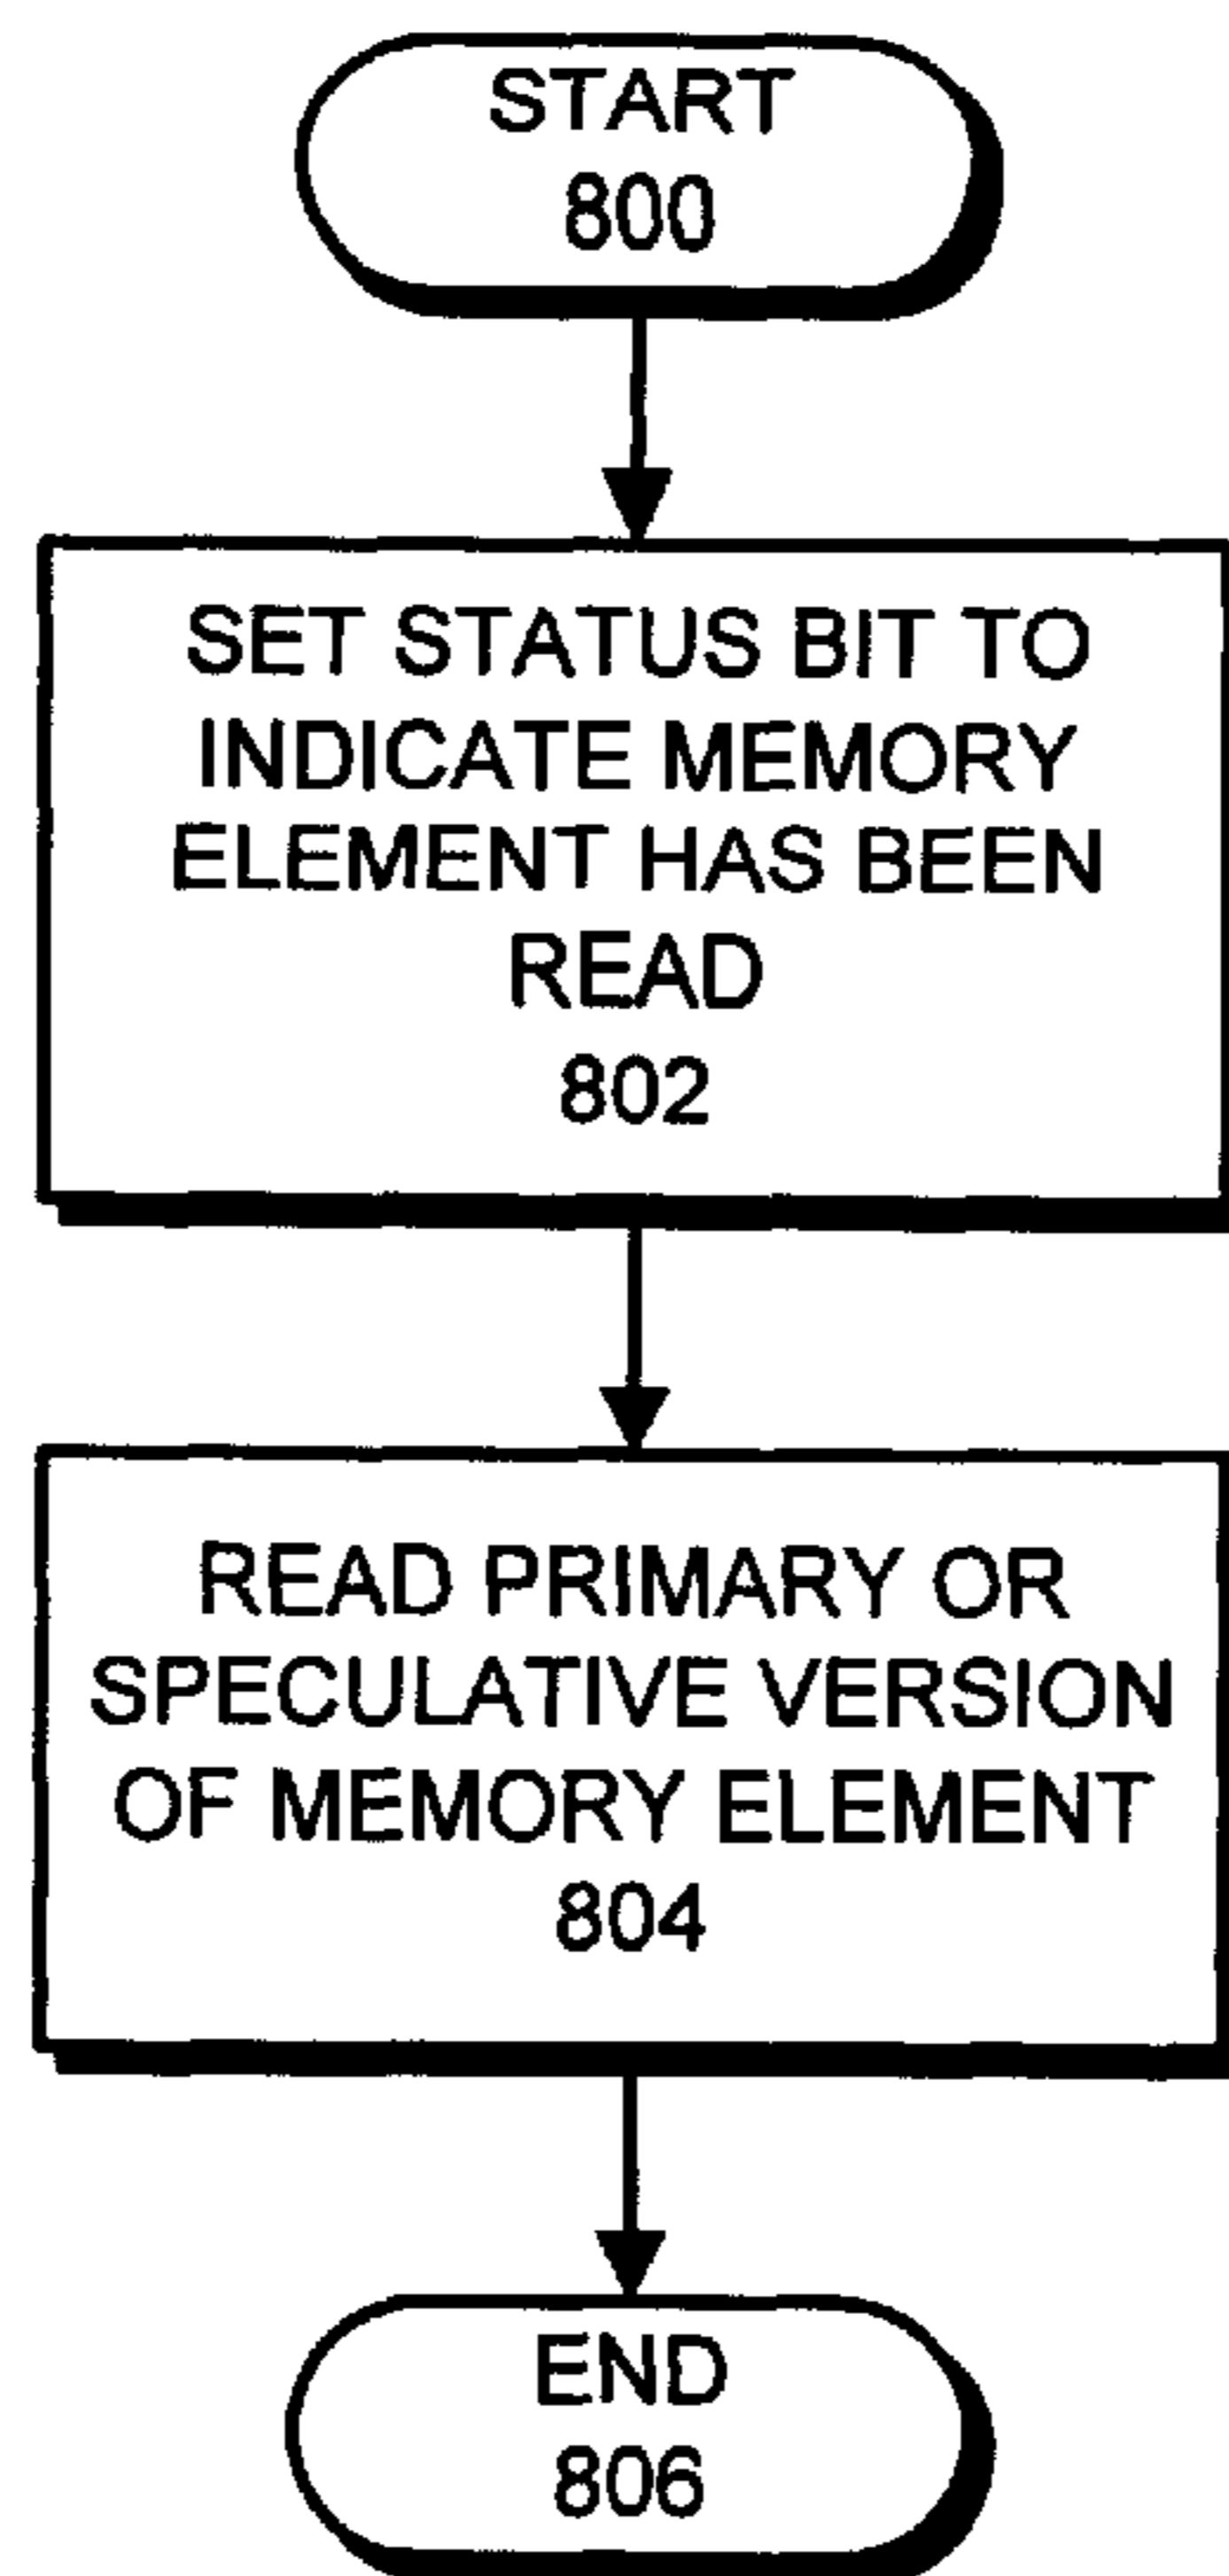 START
800
SET STATUS BIT TO
INDICATE MEMORY
ELEMENT HAS BEEN
READ
802
READ PRIMARY OR
SPECULATIVE VERSION
OF MEMORY ELEMENT
804
END
806